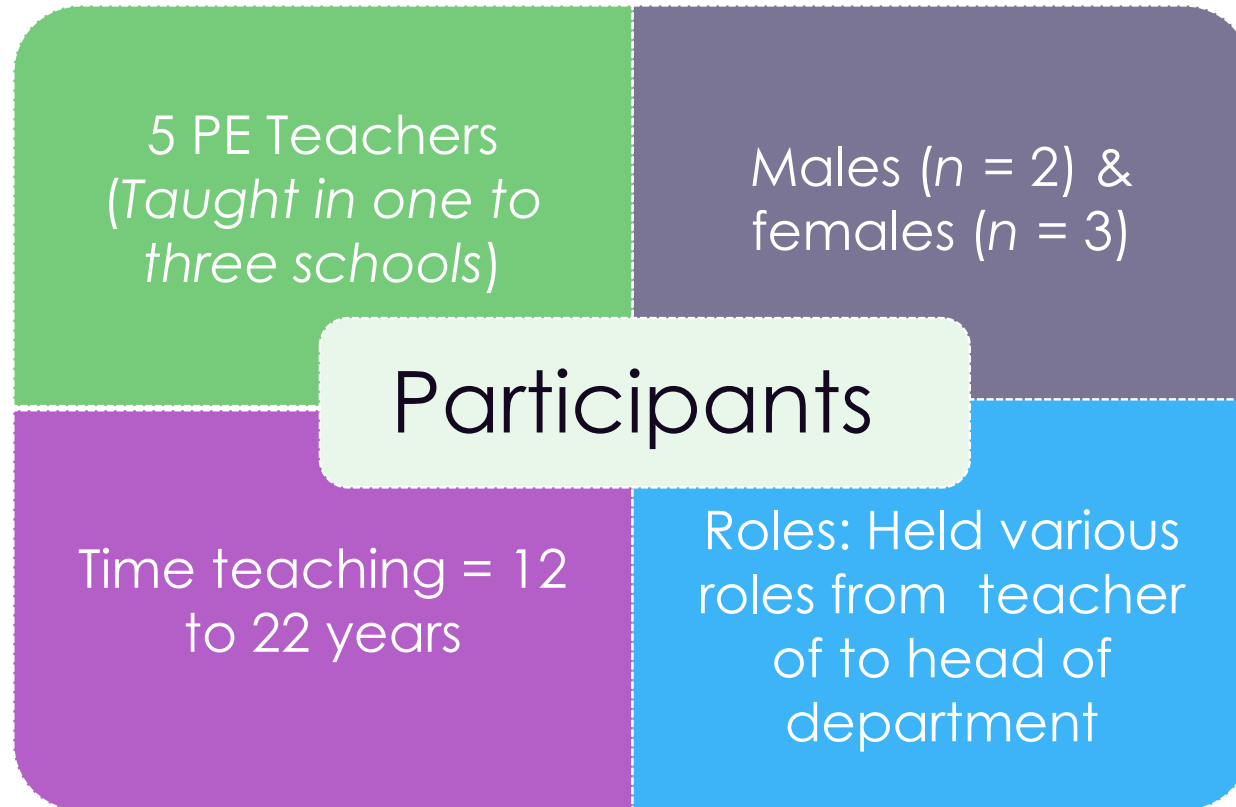 5 PE Teachers
(Taught in one to
three schools)
Males (n = 2) &
females (n = 3)
Participants
Time teaching = 12
to 22 years
Roles: Held various
roles from  teacher
of to head of
department